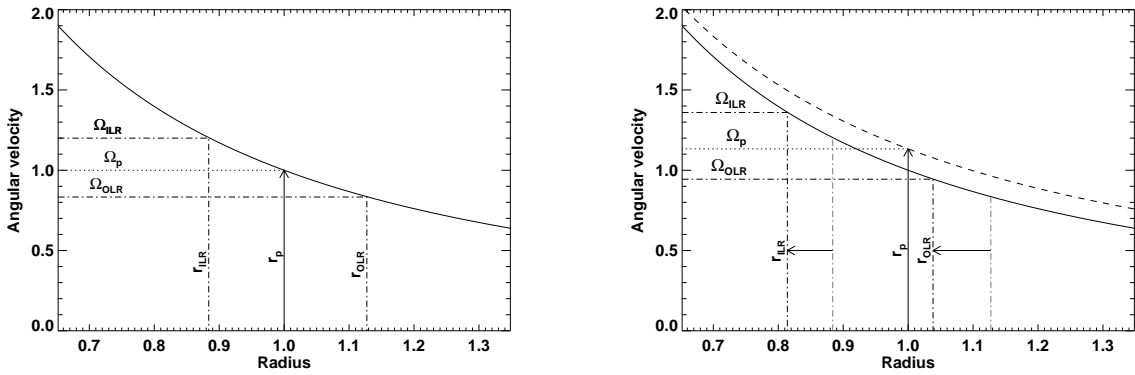 2.0
1.5
1.0
0.5
0.0
Angular velocity
Ω_ILR
Ω_p
Ω_OLR
r_ILR
r_p
r_OLR
0.7 0.8 0.9 1.0 1.1 1.2 1.3
Radius
2.0
1.5
1.0
0.5
0.0
Angular velocity
Ω_ILR
Ω_p
Ω_OLR
r_ILR
r_p
r_OLR
0.7 0.8 0.9 1.0 1.1 1.2 1.3
Radius